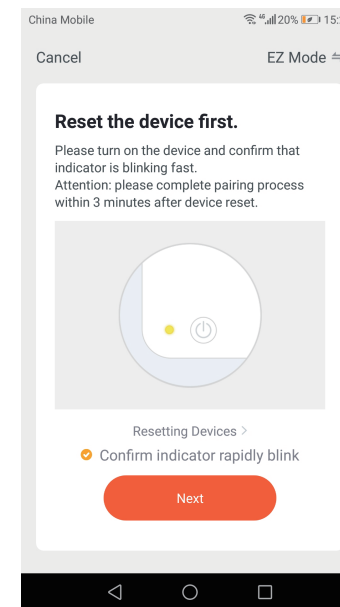 China Mobile 46 20% 15:
Cancel EZ Mode
Reset the device first.
Please turn on the device and confirm that
indicator is blinking fast.
Attention: please complete pairing process
within 3 minutes after device reset.
Resetting Devices >
Confirm indicator rapidly blink
Next